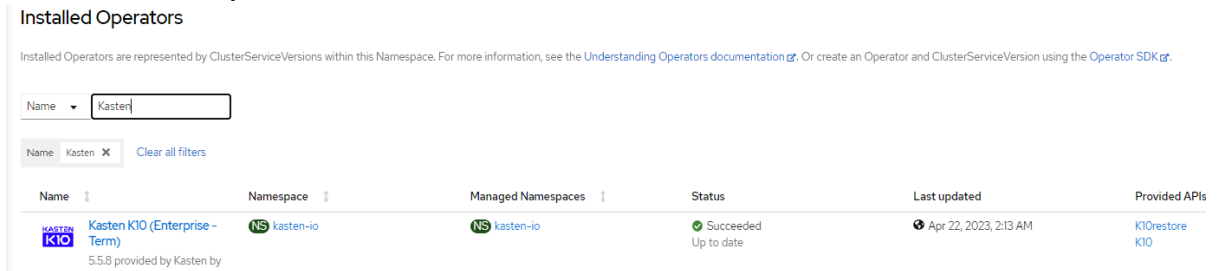 Installed Operators
Installed Operators are represented by ClusterServiceVersions within this Namespace. For more information, see the Understanding Operators documentation. Or create an Operator and ClusterServiceVersion using the Operator SDK.
Name Kasten
Name Kasten Clear all filters
Name Namespace Managed Namespaces Status Last updated Provided APIs
KASTEN K10 Kasten K10 (Enterprise - NS kasten-io NS kasten-io Succeeded Apr 22, 2023, 2:13 AM K10restore
Term) Up to date K10
5.5.8 provided by Kasten by